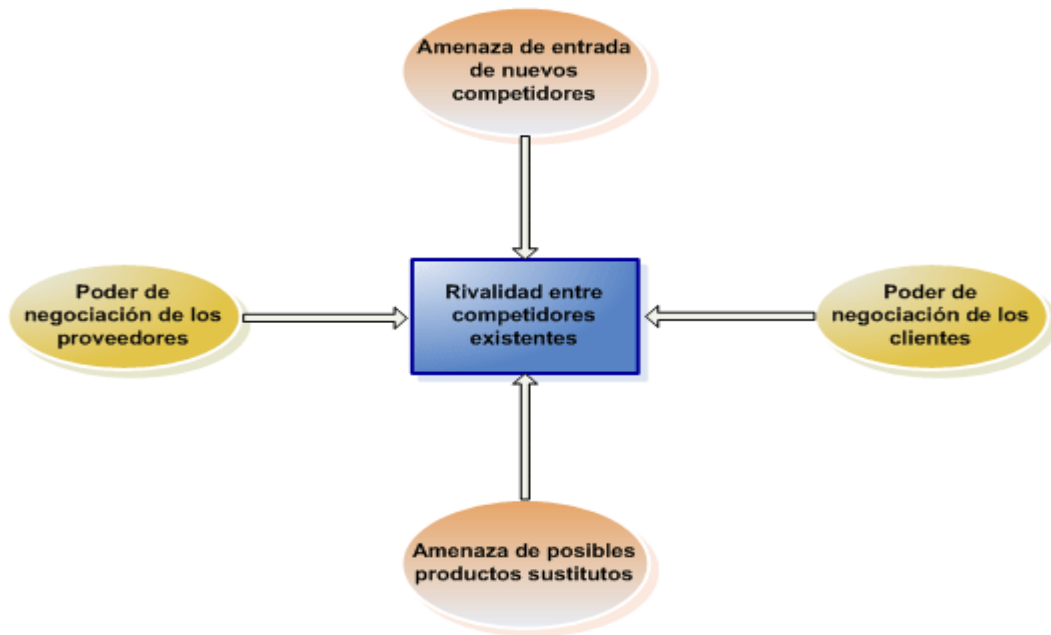 Amenaza de entrada
de nuevos
competidores
Poder de
negociación de los
proveedores
Rivalidad entre
competidores
existentes
Poder de
negociación de los
clientes
Amenaza de posibles
productos sustitutos